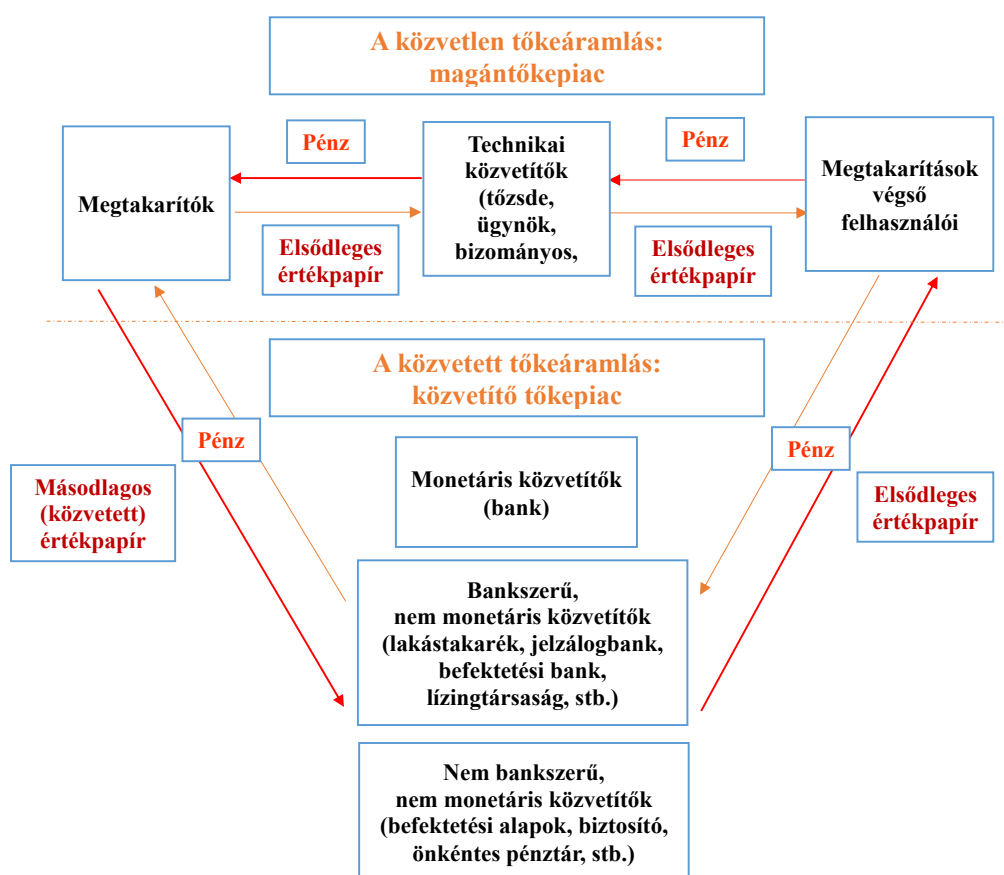 A közvetlen tőkeáramlás:
magántőkepiac
Pénz
Pénz
Megtakarítók
Technikai
közvetítők
(tőzsde,
ügynök,
bizományos,
Megtakarítások
végső
felhasználói
Elsődleges
értékpapír
Elsődleges
értékpapír
A közvetett tőkeáramlás:
közvetítő tőkepiac
Pénz
Pénz
Másodlagos
(közvetett)
értékpapír
Monetáris közvetítők
(bank)
Elsődleges
értékpapír
Bankszerű,
nem monetáris közvetítők
(lakástakarék, jelzálogbank,
befektetési bank,
lízingtársaság, stb.)
Nem bankszerű,
nem monetáris közvetítők
(befektetési alapok, biztosító,
önkéntes pénztár, stb.)